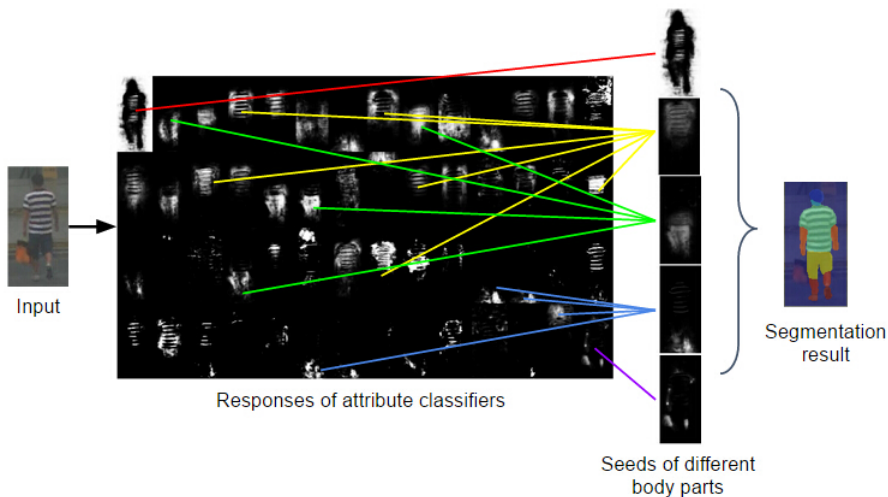 Input
Responses of attribute classifiers
Seeds of different
body parts
Segmentation
result